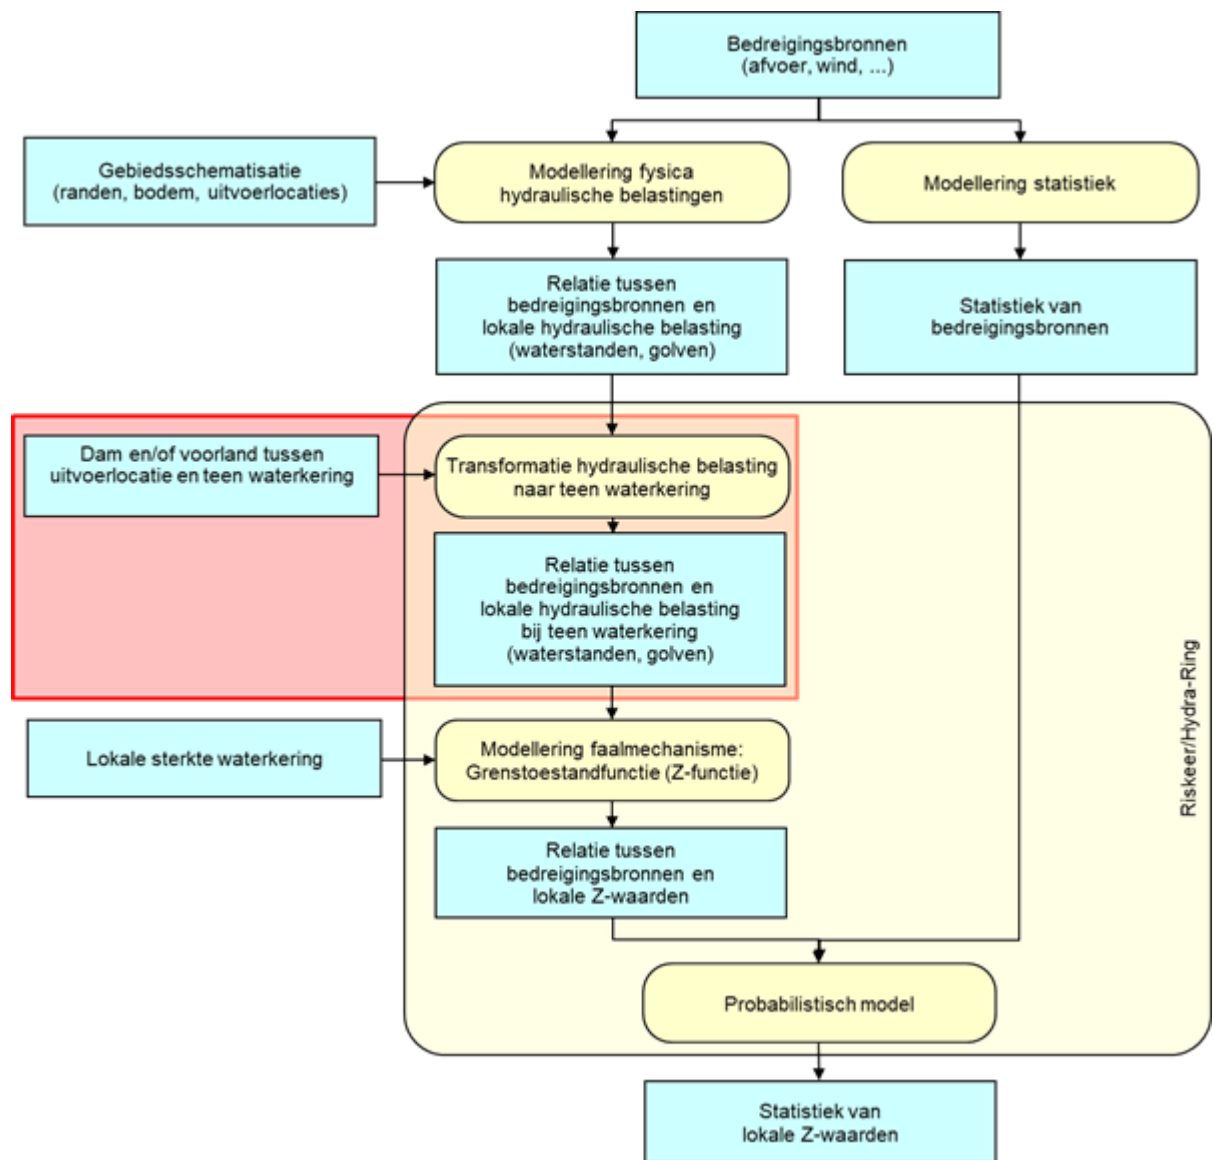 Bedreigingsbronnen
(afvoer, wind, ...)
Gebiedsschematisatie
(randen, bodem, uitvoerlocaties)
Modellering fysica
hydraulische belastingen
Modellering statistiek
Relatie tussen
bedreigingsbronnen en
lokale hydraulische belasting
(waterstanden, golven)
Statistiek van
bedreigingsbronnen
Dam en/of voorland tussen
uitvoerlocatie en teen waterkering
Transformatie hydraulische belasting
naar teen waterkering
Relatie tussen
bedreigingsbronnen en
lokale hydraulische belasting
bij teen waterkering
(waterstanden, golven)
Riskeer/Hydra-Ring
Lokale sterkte waterkering
Modellering faalmechanisme:
Grenstoestandfunctie (Z-functie)
Relatie tussen
bedreigingsbronnen en
lokale Z-waarden
Probabilistisch model
Statistiek van
lokale Z-waarden